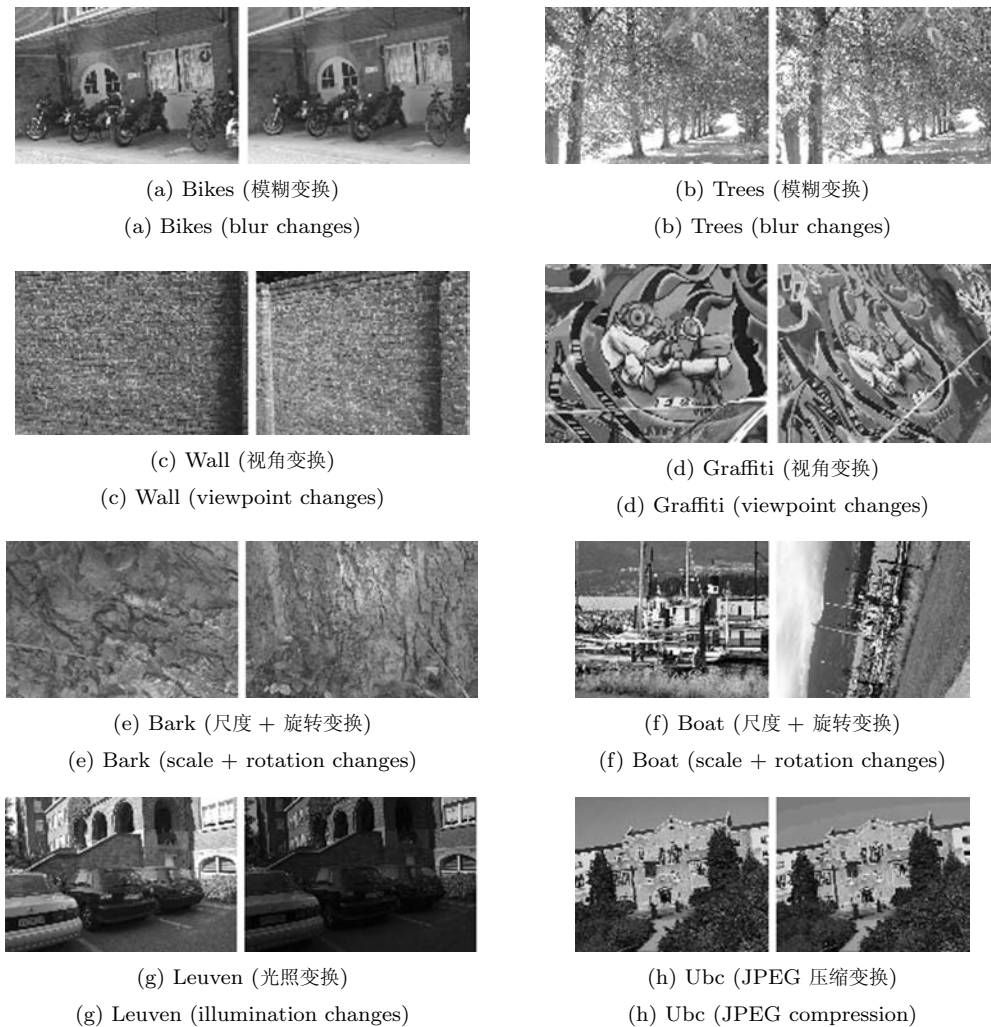 (a) Bikes (模糊变换)
(a) Bikes (blur changes)
(b) Trees (模糊变换)
(b) Trees (blur changes)
(c) Wall (视角变换)
(c) Wall (viewpoint changes)
(d) Graffiti (视角变换)
(d) Graffiti (viewpoint changes)
(e) Bark (尺度 + 旋转变换)
(e) Bark (scale + rotation changes)
(f) Boat (尺度 + 旋转变换)
(f) Boat (scale + rotation changes)
(g) Leuven (光照变换)
(g) Leuven (illumination changes)
(h) Ubc (JPEG 压缩变换)
(h) Ubc (JPEG compression)